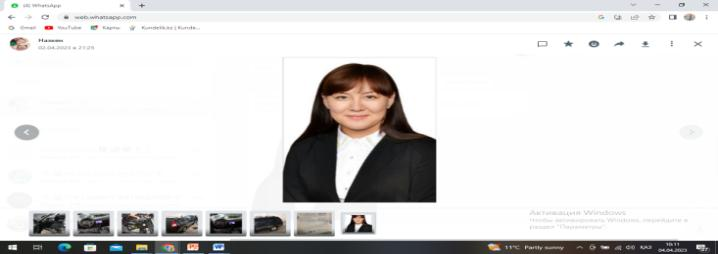 (4) WhatsApp
web.whatsapp.com
Gmail YouTube Карты Kundelik.kz | Kunde...
Назкен
02.04.2023 в 21:25
Активация Windows
Чтобы активировать Windows, перейдите в
раздел "Параметры".
11°C Partly sunny
ҚАЗ
10:11
04.04.2023